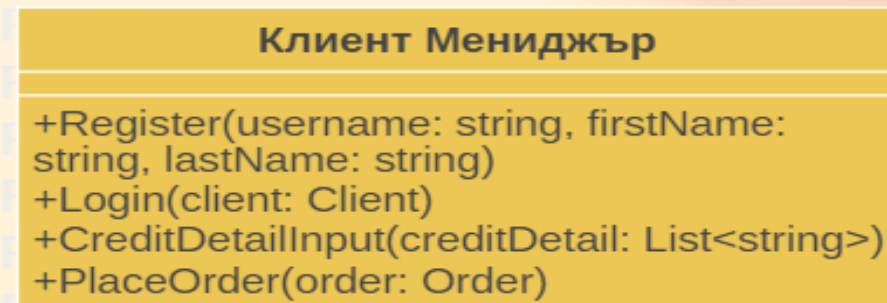 Клиент Мениджър
+Register(username: string, firstName:
string, lastName: string)
+Login(client: Client)
+CreditDetailInput(creditDetail: List<string>)
+PlaceOrder(order: Order)